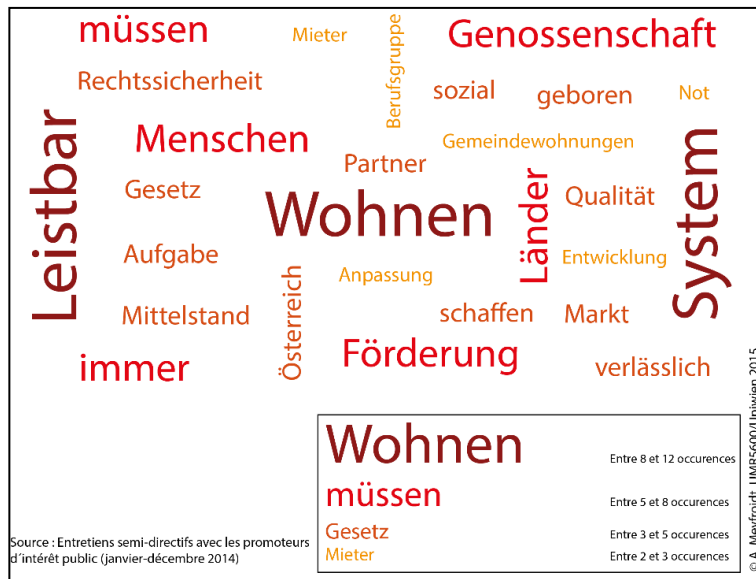 müssen
Mieter
Berufsgruppe
Genossenschaft
Rechtssicherheit
sozial
geboren
Not
Leistbar
Menschen
Gemeindewohnungen
System
Partner
Gesetz
Wohnen
Länder
Qualität
Aufgabe
Entwicklung
Österreich
Anpassung
Mittelstand
schaffen
Markt
immer
Förderung
verlässlich
Wohnen
Entre 8 et 12 occurences
müssen
Entre 5 et 8 occurences
Gesetz
Entre 3 et 5 occurences
Mieter
Entre 2 et 3 occurences
Source : Entretiens semi-directifs avec les promoteurs
d´intérêt public (janvier-décembre 2014)
© A. Meyfroidt, UMR5600/Uniwien 2015